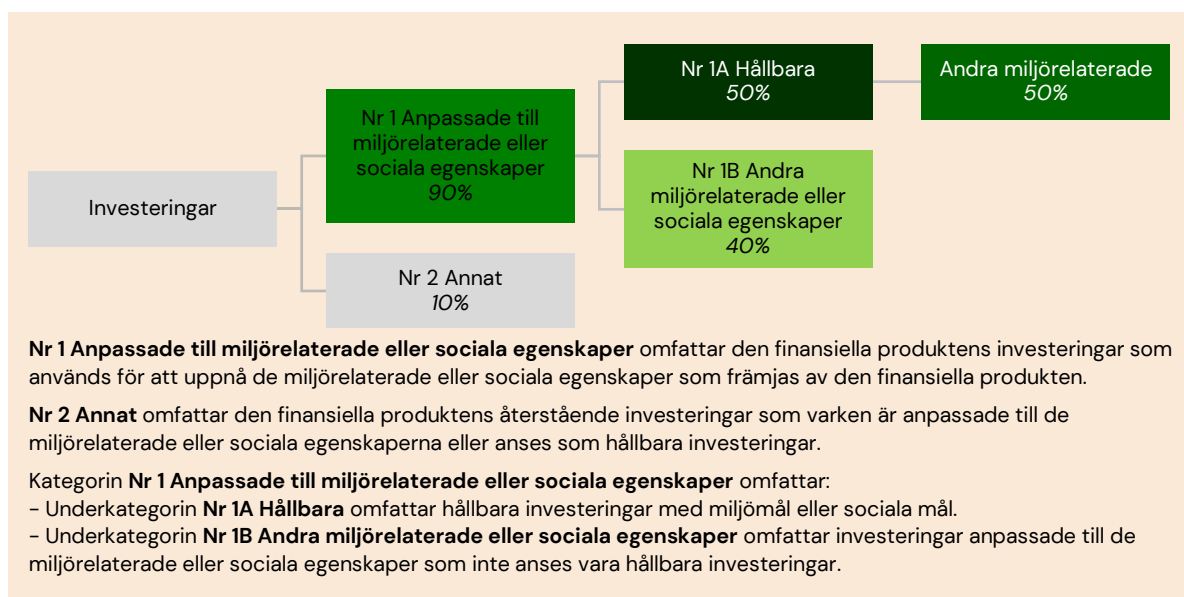 Nr 1A Hållbara
50%
Andra miljörelaterade
50%
Nr 1 Anpassade till
miljörelaterade eller
sociala egenskaper
90%
Nr 1B Andra
miljörelaterade eller
sociala egenskaper
40%
Investeringar
Nr 2 Annat
10%
Nr 1 Anpassade till miljörelaterade eller sociala egenskaper omfattar den finansiella produktens investeringar som
används för att uppnå de miljörelaterade eller sociala egenskaper som främjas av den finansiella produkten.
Nr 2 Annat omfattar den finansiella produktens återstående investeringar som varken är anpassade till de
miljörelaterade eller sociala egenskaperna eller anses som hållbara investeringar.
Kategorin Nr 1 Anpassade till miljörelaterade eller sociala egenskaper omfattar:
- Underkategorin Nr 1A Hållbara omfattar hållbara investeringar med miljömål eller sociala mål.
- Underkategorin Nr 1B Andra miljörelaterade eller sociala egenskaper omfattar investeringar anpassade till de
miljörelaterade eller sociala egenskaper som inte anses vara hållbara investeringar.